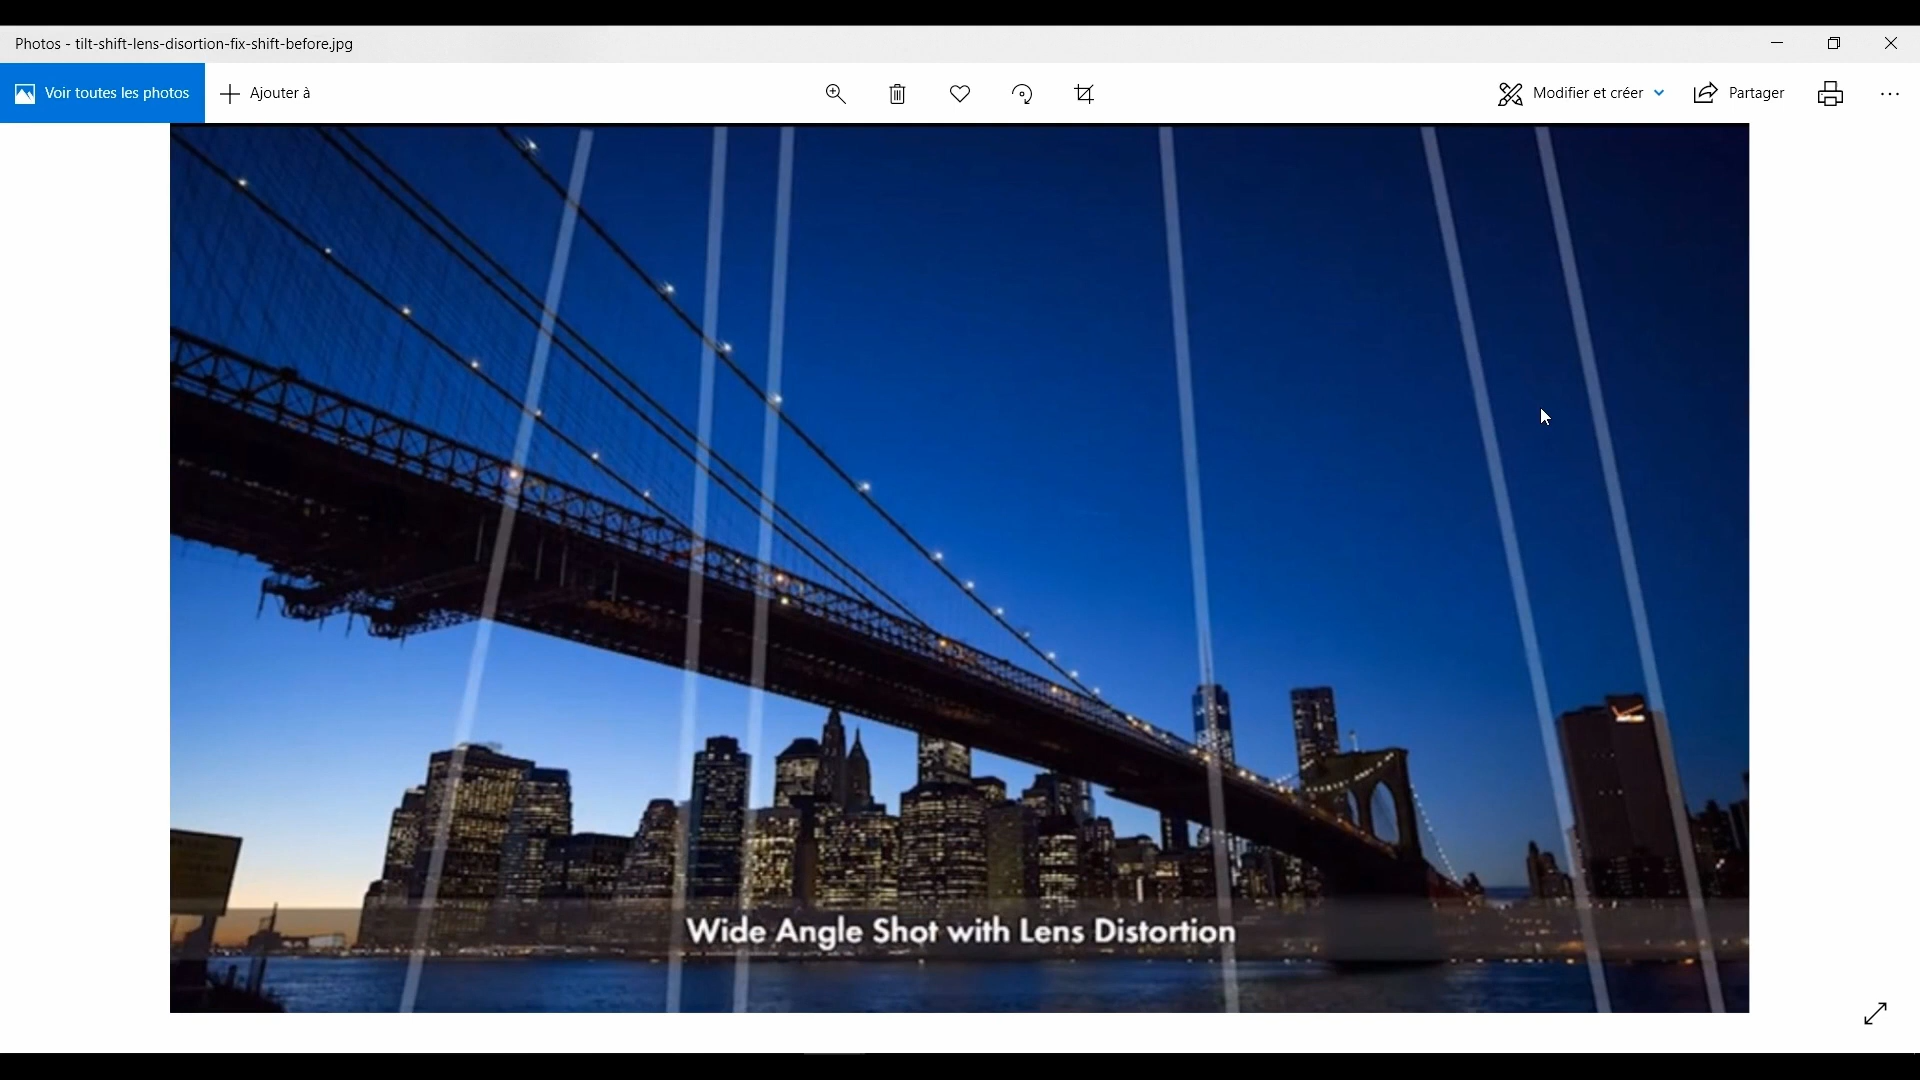 Photos - tilt-shift-lens-disortion-fix-shift-before.jpg
Voir toutes les photos
Ajouter à
Modifier et créer
Partager
Wide Angle Shot with Lens Distortion